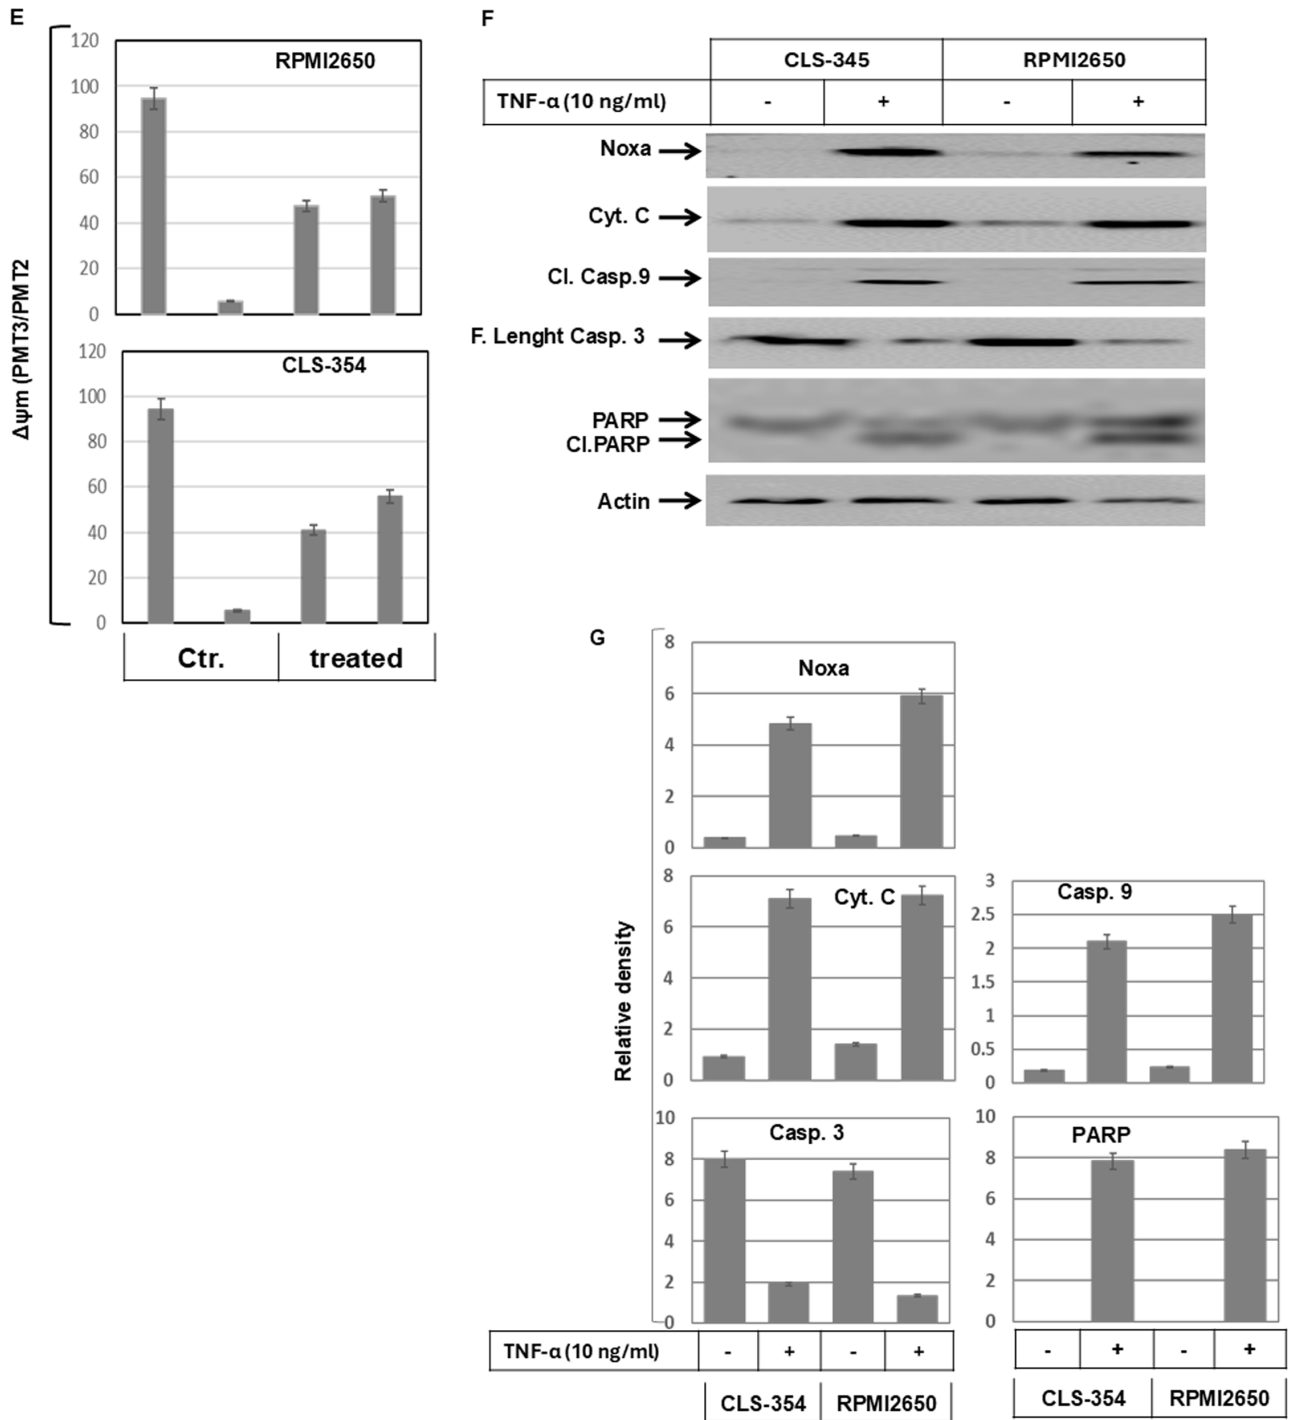 E
Δψm (PMT3/PMT2
120
100
80
60
40
20
0
RPMI2650
120
100
80
60
40
20
0
CLS-354
Ctr. treated
F
CLS-345 RPMI2650
TNF-α (10 ng/ml) - + - +
Noxa
Cyt. C
Cl. Casp.9
F. Lenght Casp. 3
PARP
Cl.PARP
Actin
G
Relative density
8
6
4
2
0
Noxa
8
6
4
2
0
Cyt. C
3
2.5
2
1.5
1
0.5
0
Casp. 9
10
8
6
4
2
0
Casp. 3
10
8
6
4
2
0
PARP
TNF-α (10 ng/ml) - + - + - + - +
CLS-354 RPMI2650 CLS-354 RPMI2650